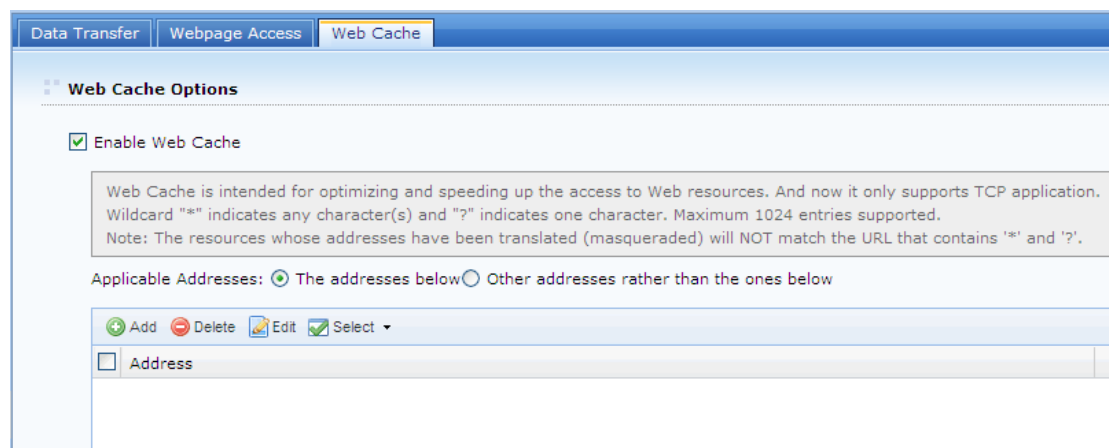 Data Transfer Webpage Access Web Cache
Web Cache Options
Enable Web Cache
Web Cache is intended for optimizing and speeding up the access to Web resources. And now it only supports TCP application.
Wildcard "*" indicates any character(s) and "?" indicates one character. Maximum 1024 entries supported.
Note: The resources whose addresses have been translated (masqueraded) will NOT match the URL that contains '*' and '?'.
Applicable Addresses: The addresses below Other addresses rather than the ones below
Add Delete Edit Select
Address